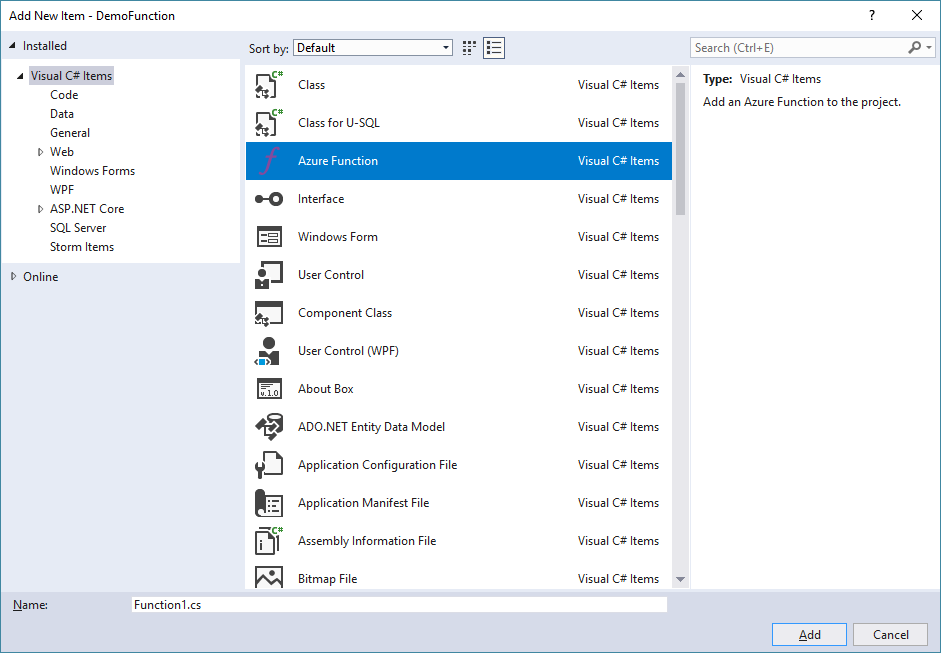 Add New Item - DemoFunction
?
Installed
Visual C# Items
Code
Data
General
Web
Windows Forms
WPF
ASP.NET Core
SQL Server
Storm Items
Online
Sort by: Default
C# Class Visual C# Items
C# Class for U-SQL Visual C# Items
Azure Function Visual C# Items
Interface Visual C# Items
Windows Form Visual C# Items
User Control Visual C# Items
Component Class Visual C# Items
User Control (WPF) Visual C# Items
v.1.0 About Box Visual C# Items
ADO.NET Entity Data Model Visual C# Items
Application Configuration File Visual C# Items
Application Manifest File Visual C# Items
C# Assembly Information File Visual C# Items
Bitmap File Visual C# Items
Search (Ctrl+E)
Type: Visual C# Items
Add an Azure Function to the project.
Name: Function1.cs
Add Cancel